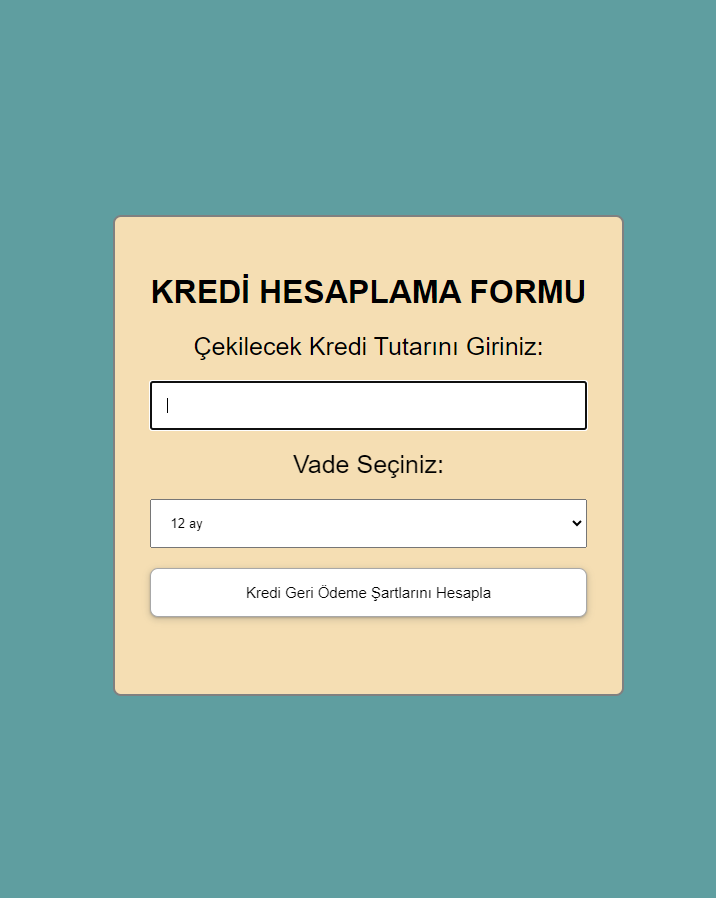 KREDİ HESAPLAMA FORMU
Çekilecek Kredi Tutarını Giriniz:
Vade Seçiniz:
12 ay
Kredi Geri Ödeme Şartlarını Hesapla